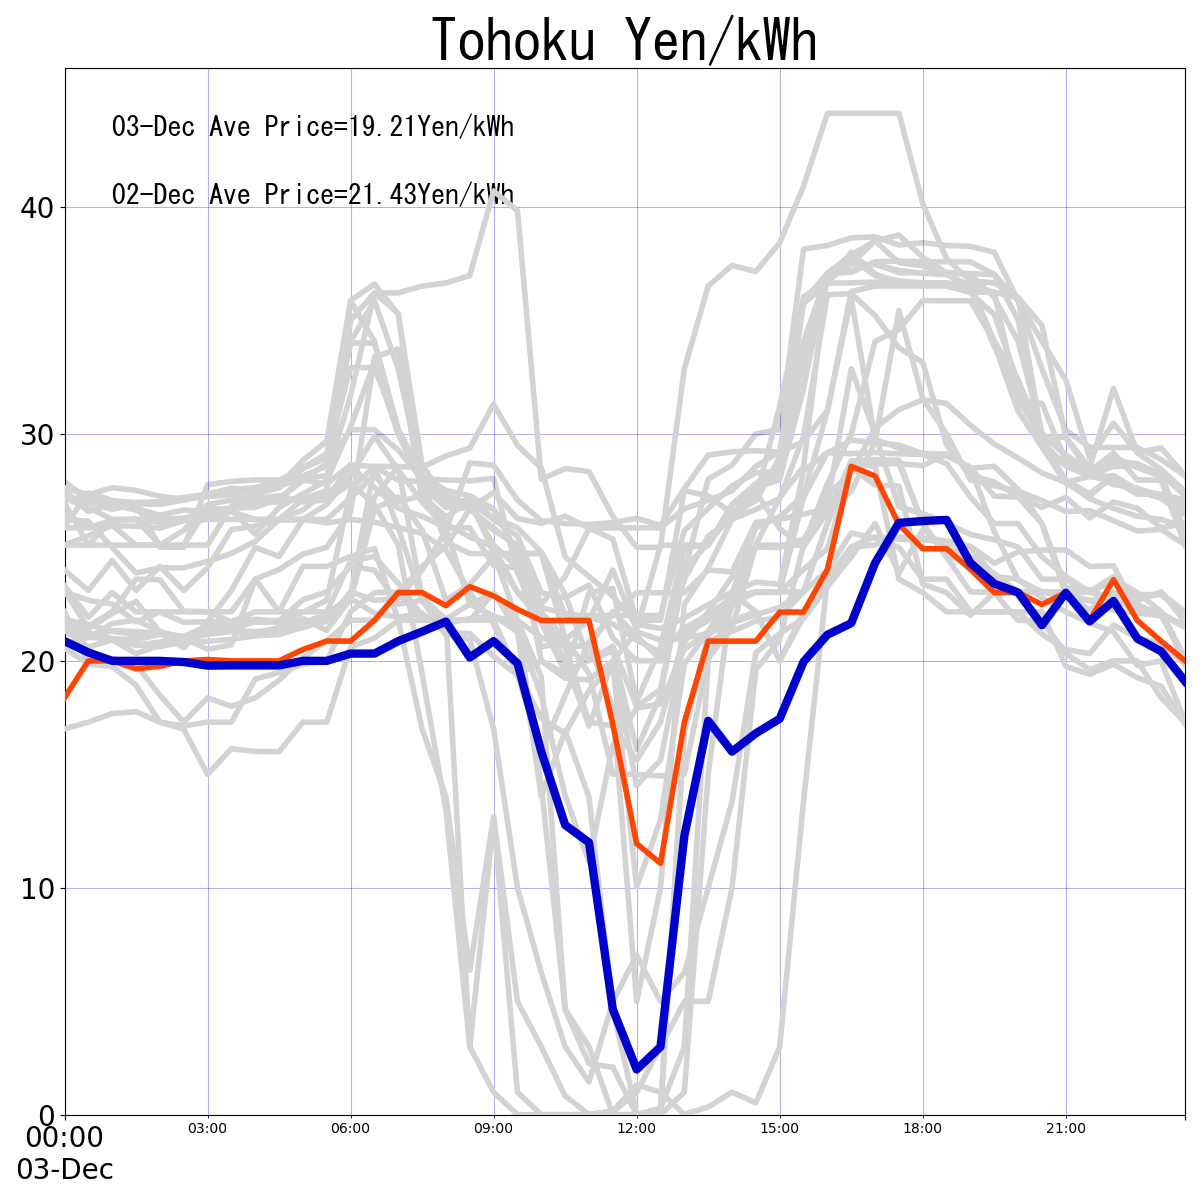 Tohoku Yen/kWh
03-Dec Ave Price=19.21Yen/kWh
02-Dec Ave Price=21.43Yen/kWh
40
30
20
10
0
00:00 03:00 06:00 09:00 12:00 15:00 18:00 21:00
03-Dec